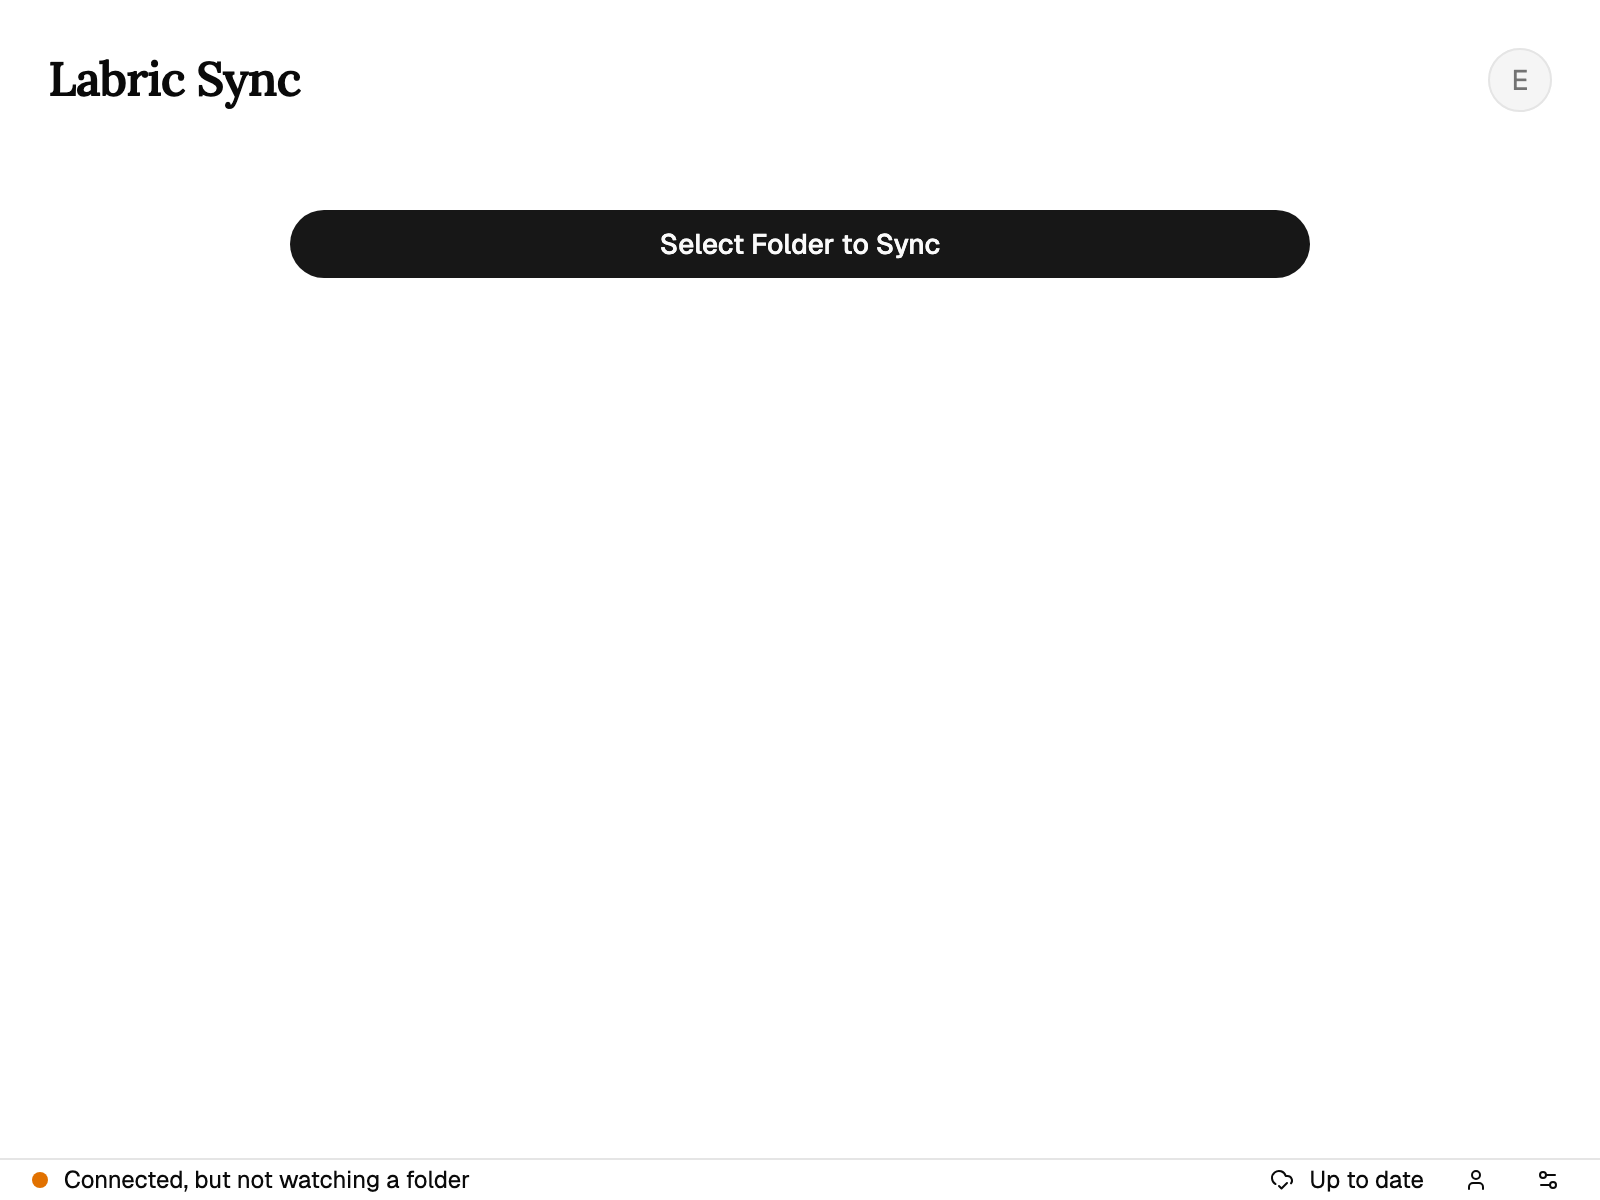 Labric Sync
E
Select Folder to Sync
Connected, but not watching a folder
Up to date